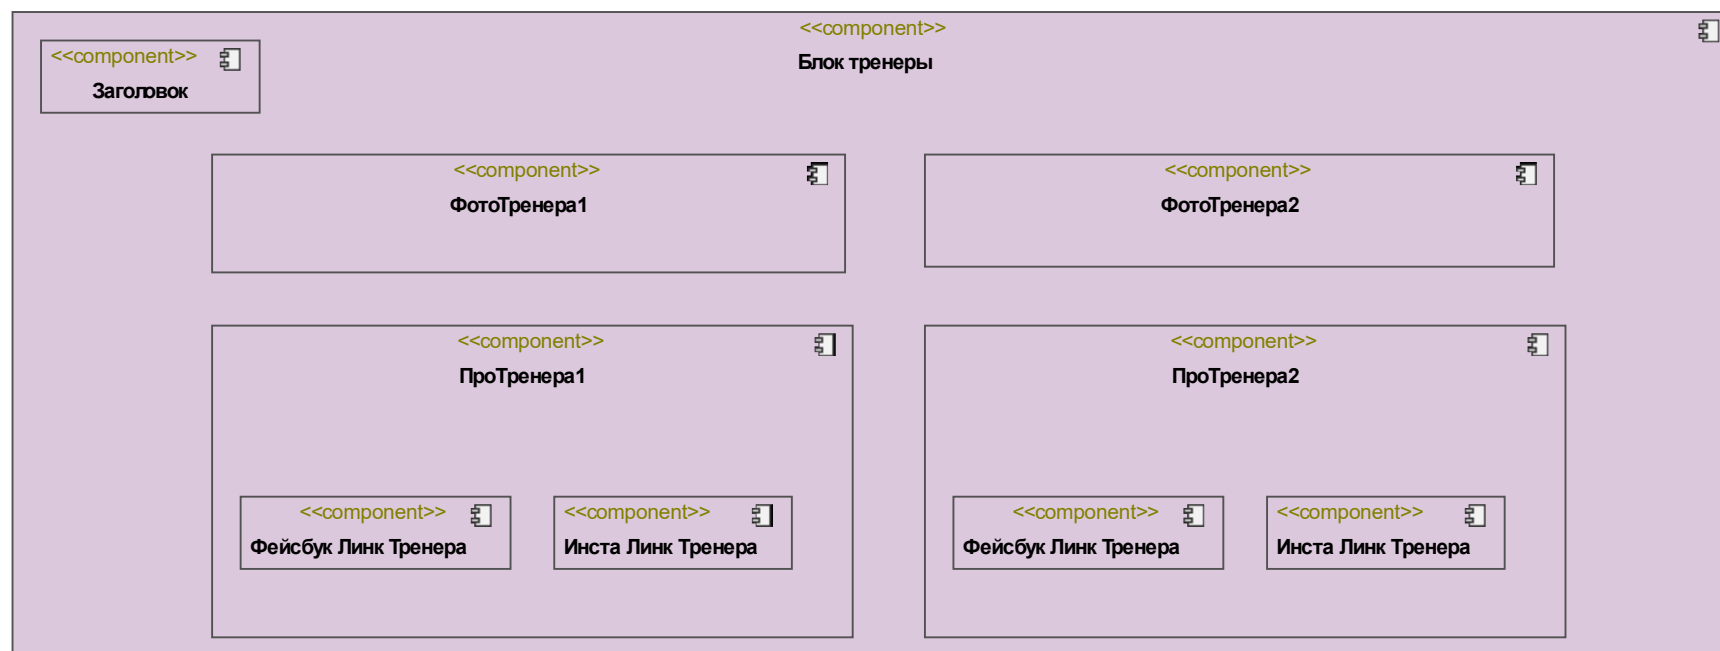 <<component>>
Блок тренеры
<<component>>
Заголовок
<<component>>
ФотоТренера1
<<component>>
ФотоТренера2
<<component>>
ПроТренера1
<<component>>
ПроТренера2
<<component>>
Фейсбук Линк Тренера
<<component>>
Инста Линк Тренера
<<component>>
Фейсбук Линк Тренера
<<component>>
Инста Линк Тренера